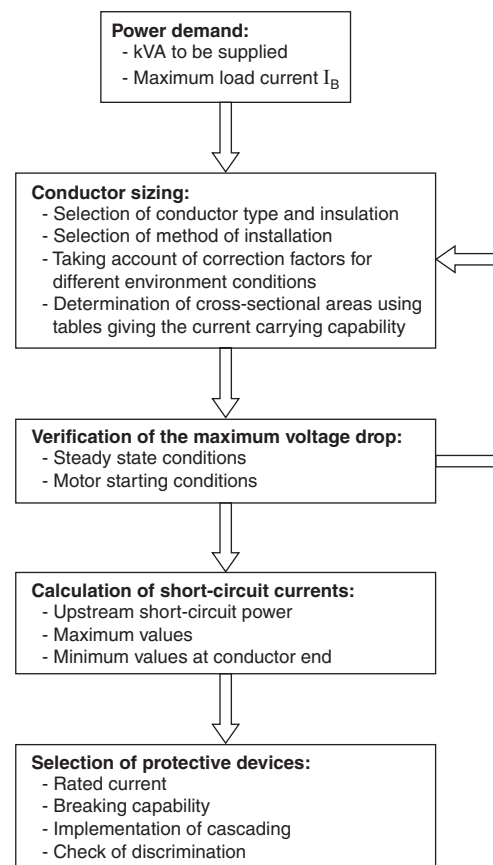 Power demand:
- kVA to be supplied
- Maximum load current IB
Conductor sizing:
- Selection of conductor type and insulation
- Selection of method of installation
- Taking account of correction factors for
different environment conditions
- Determination of cross-sectional areas using
tables giving the current carrying capability
Verification of the maximum voltage drop:
- Steady state conditions
- Motor starting conditions
Calculation of short-circuit currents:
- Upstream short-circuit power
- Maximum values
- Minimum values at conductor end
Selection of protective devices:
- Rated current
- Breaking capability
- Implementation of cascading
- Check of discrimination